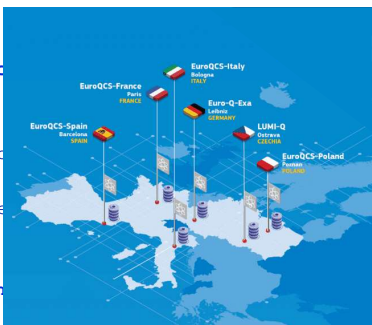 EuroQCS-Italy
Bologna
ITALY
EuroQCS-France
Paris
FRANCE
Euro-Q-Exa
Leibniz
GERMANY
EuroQCS-Spain
Barcelona
SPAIN
LUMI-Q
Ostrava
CZECHIA
EuroQCS-Poland
Poznan
POLAND